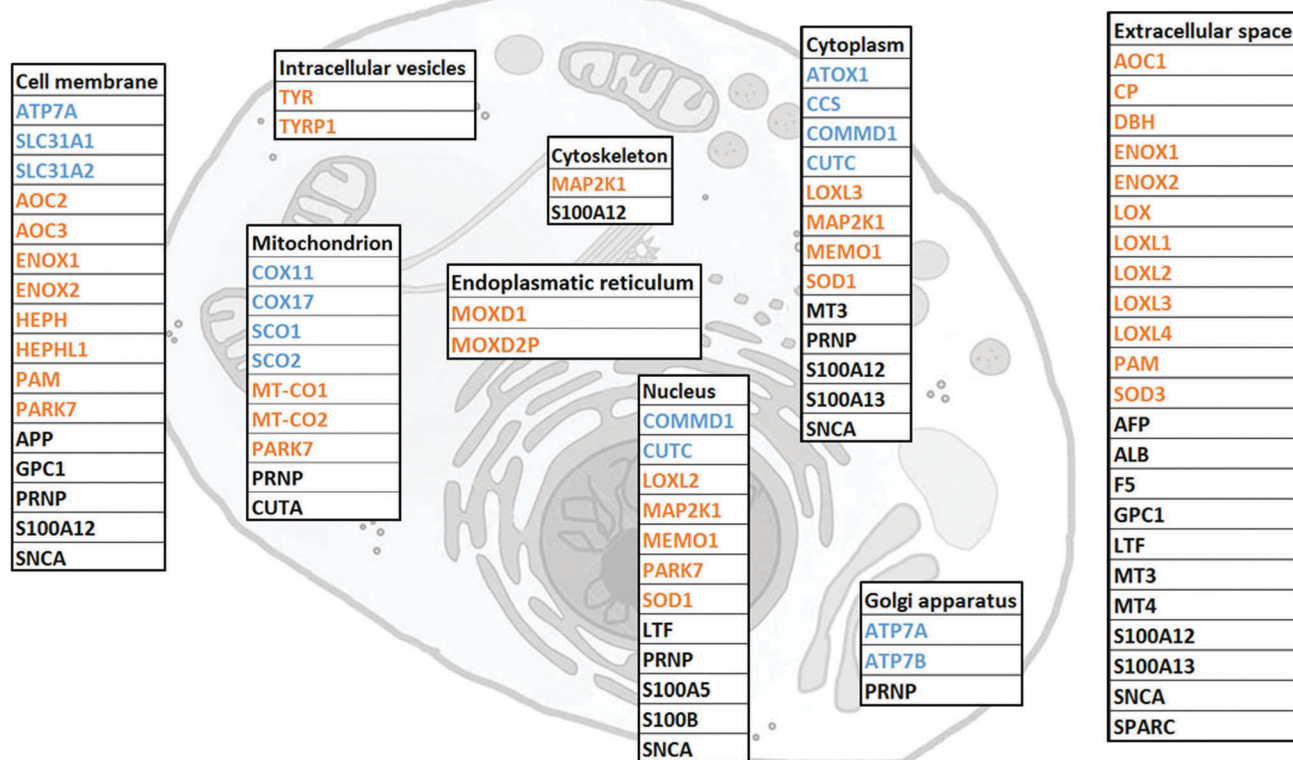 Cell membrane
ATP7A
SLC31A1
SLC31A2
AOC2
AOC3
ENOX1
ENOX2
HEPH
HEPHL1
PAM
PARK7
APP
GPC1
PRNP
S100A12
SNCA
Intracellular vesicles
TYR
TYRP1
Mitochondrion
COX11
COX17
SCO1
SCO2
MT-CO1
MT-CO2
PARK7
PRNP
CUTA
Cytoskeleton
MAP2K1
S100A12
Endoplasmatic reticulum
MOXD1
MOXD2P
Nucleus
COMMD1
CUTC
LOXL2
MAP2K1
MEMO1
PARK7
SOD1
LTF
PRNP
S100A5
S100B
SNCA
Cytoplasm
ATOX1
CCS
COMMD1
CUTC
LOXL3
MAP2K1
MEMO1
SOD1
MT3
PRNP
S100A12
S100A13
SNCA
Golgi apparatus
ATP7A
ATP7B
PRNP
Extracellular space
AOC1
CP
DBH
ENOX1
ENOX2
LOX
LOXL1
LOXL2
LOXL3
LOXL4
PAM
SOD3
AFP
ALB
F5
GPC1
LTF
MT3
MT4
S100A12
S100A13
SNCA
SPARC